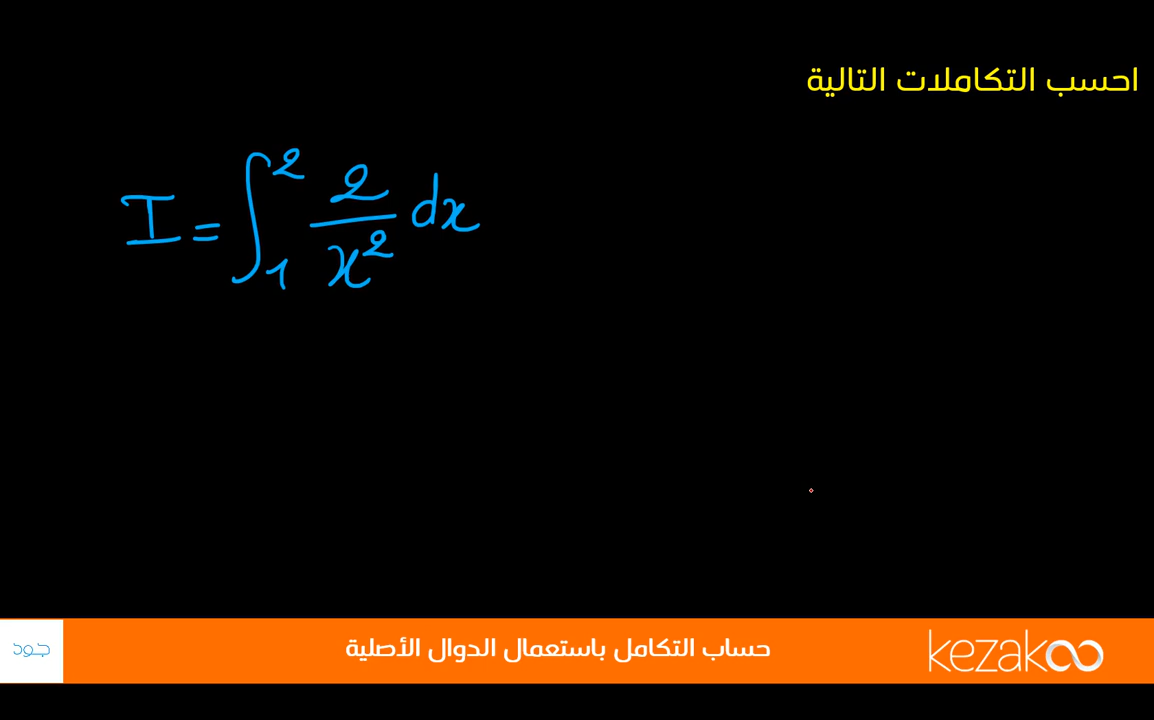 احسب التكاملات التالية
I = ∫₁² 2/x² dx
حساب التكامل باستعمال الدوال الأصلية
kezakoo
جود